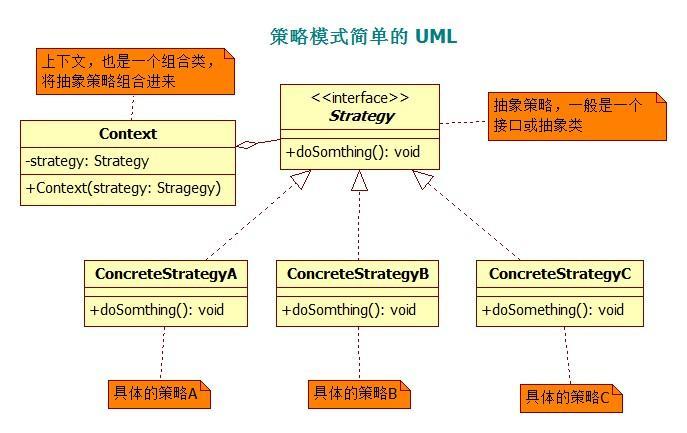 策略模式简单的 UML
上下文，也是一个组合类，
将抽象策略组合进来
<<interface>>
Strategy
+doSomthing(): void
抽象策略，一般是一个
接口或抽象类
Context
-strategy: Strategy
+Context(strategy: Stragegy)
ConcreteStrategyA
+doSomthing(): void
ConcreteStrategyB
+doSomthing(): void
ConcreteStrategyC
+doSomething(): void
具体的策略A
具体的策略B
具体的策略C